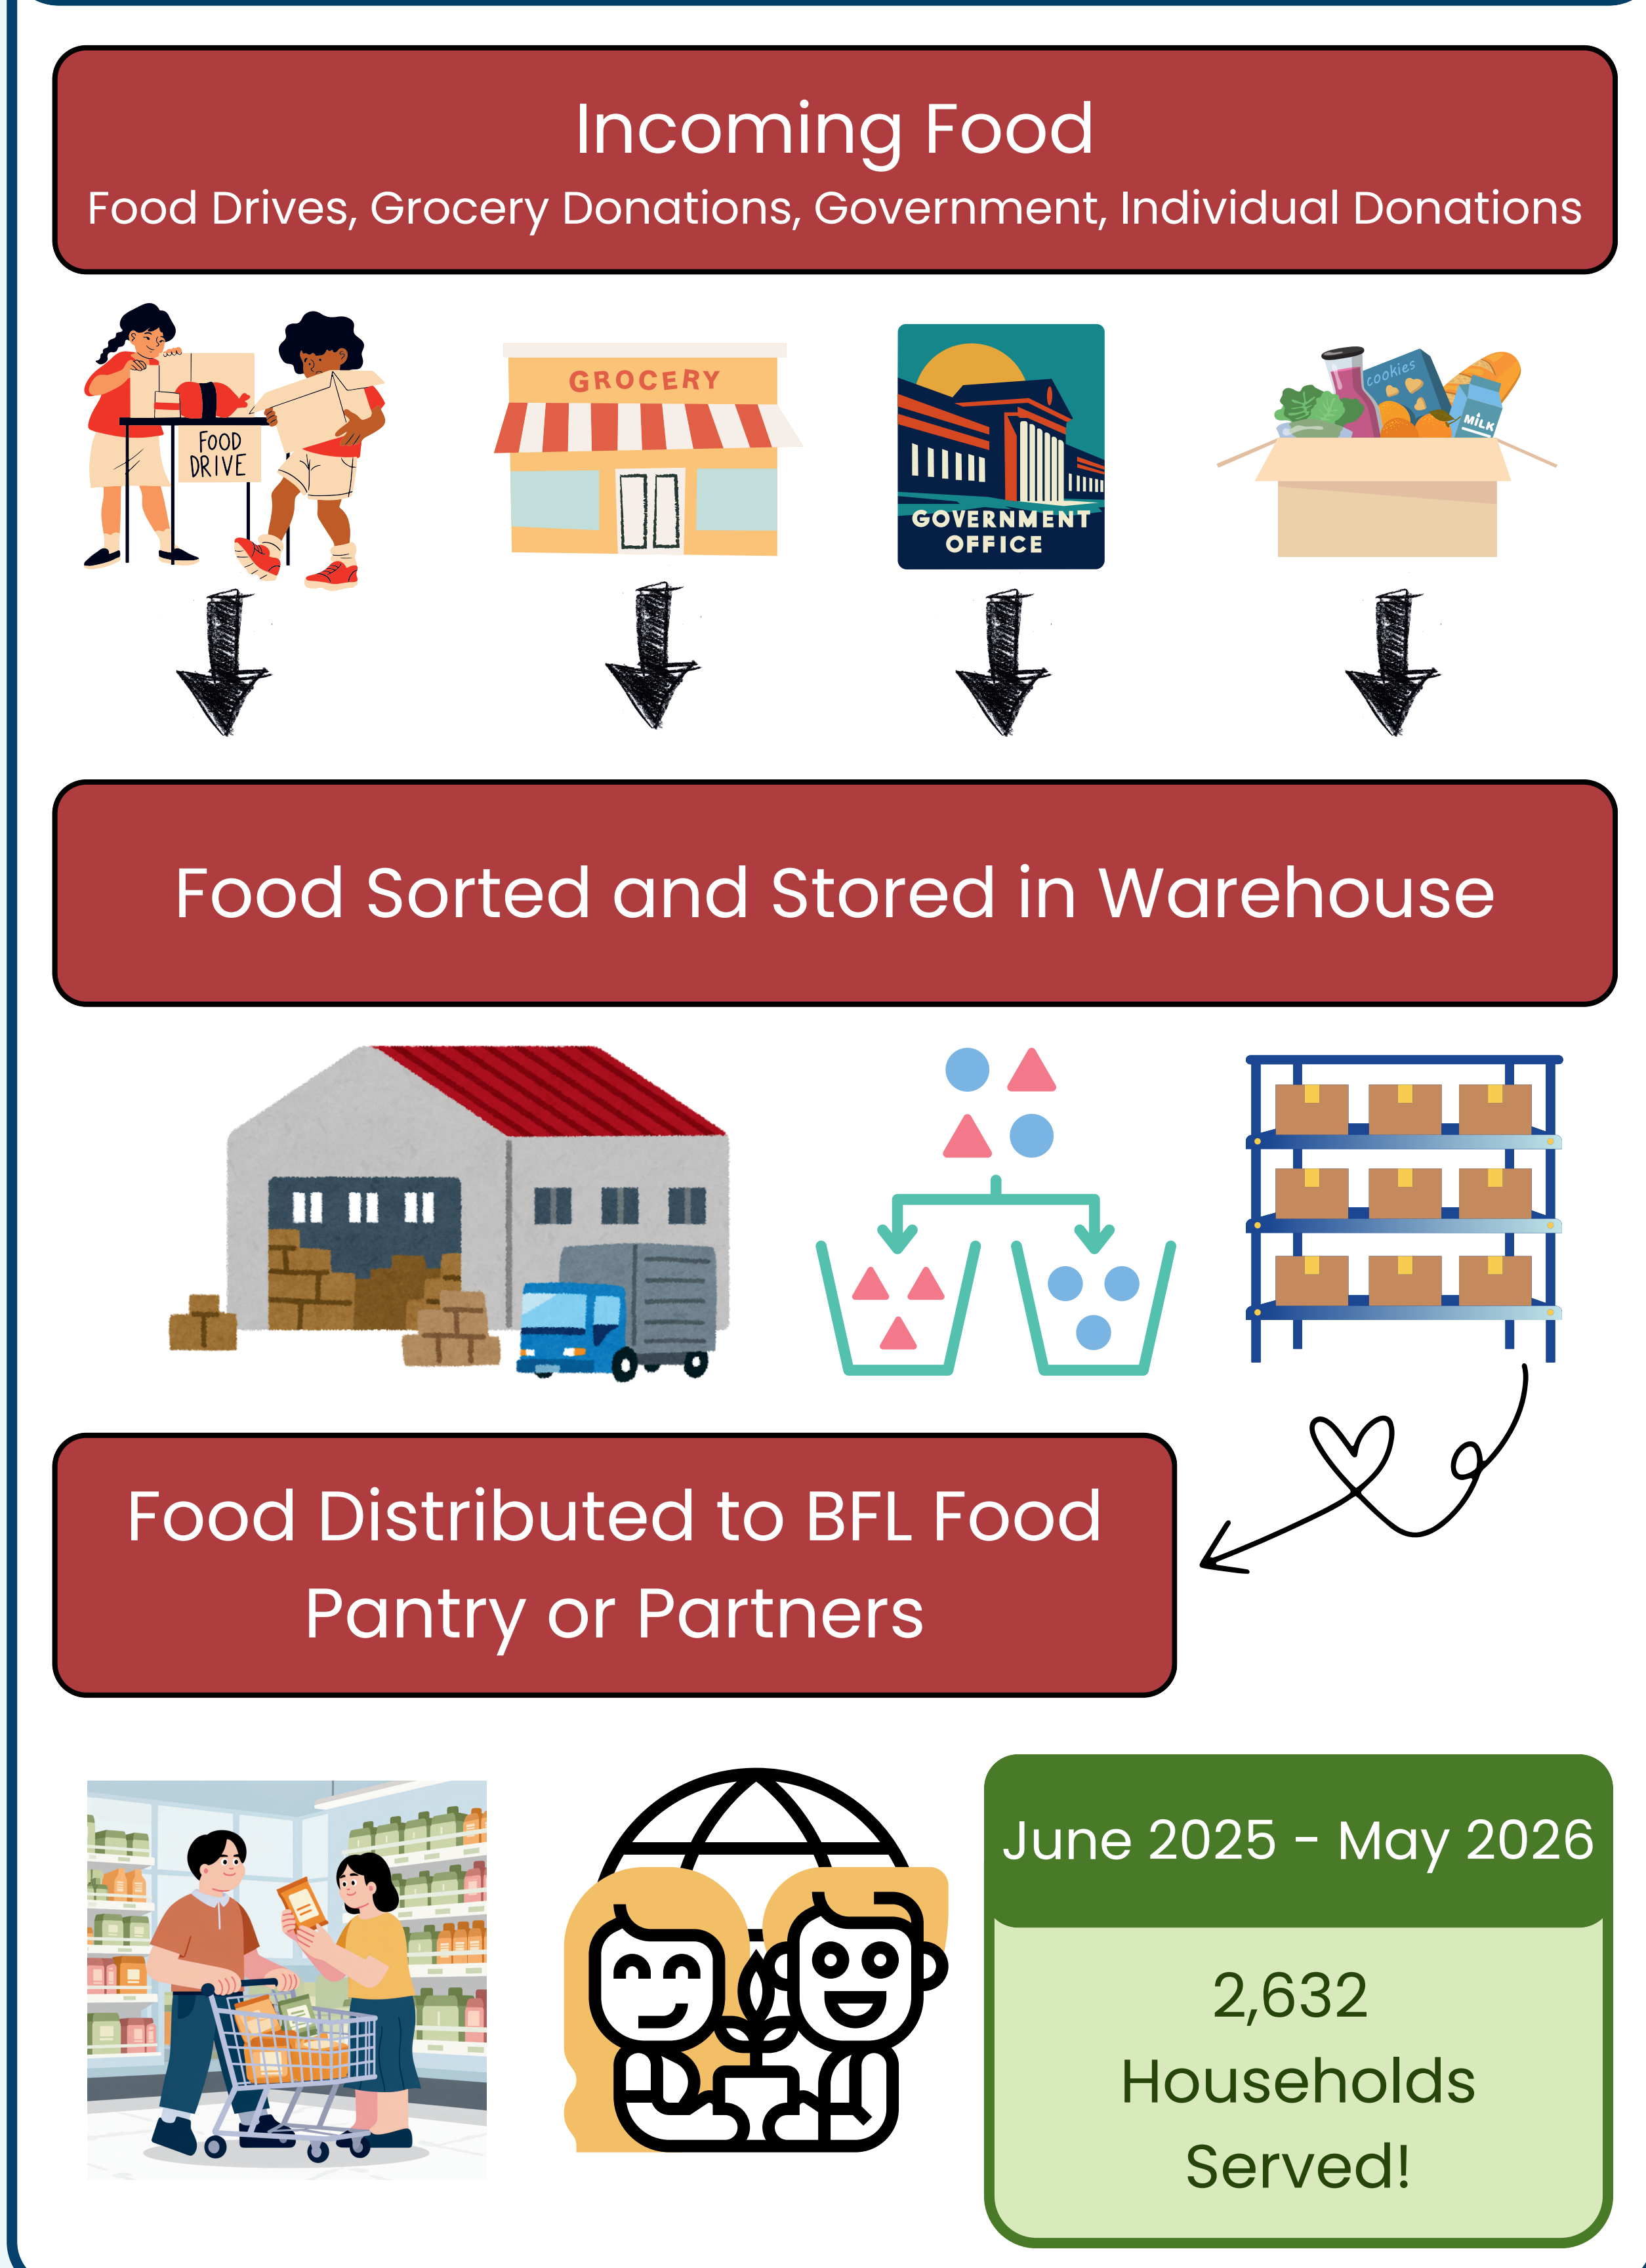 Incoming Food
Food Drives, Grocery Donations, Government, Individual Donations
FOOD
DRIVE
GROCERY
GOVERNMENT
OFFICE
cookies
MILK
Food Sorted and Stored in Warehouse
Food Distributed to BFL Food
Pantry or Partners
June 2025 - May 2026
2,632
Households
Served!